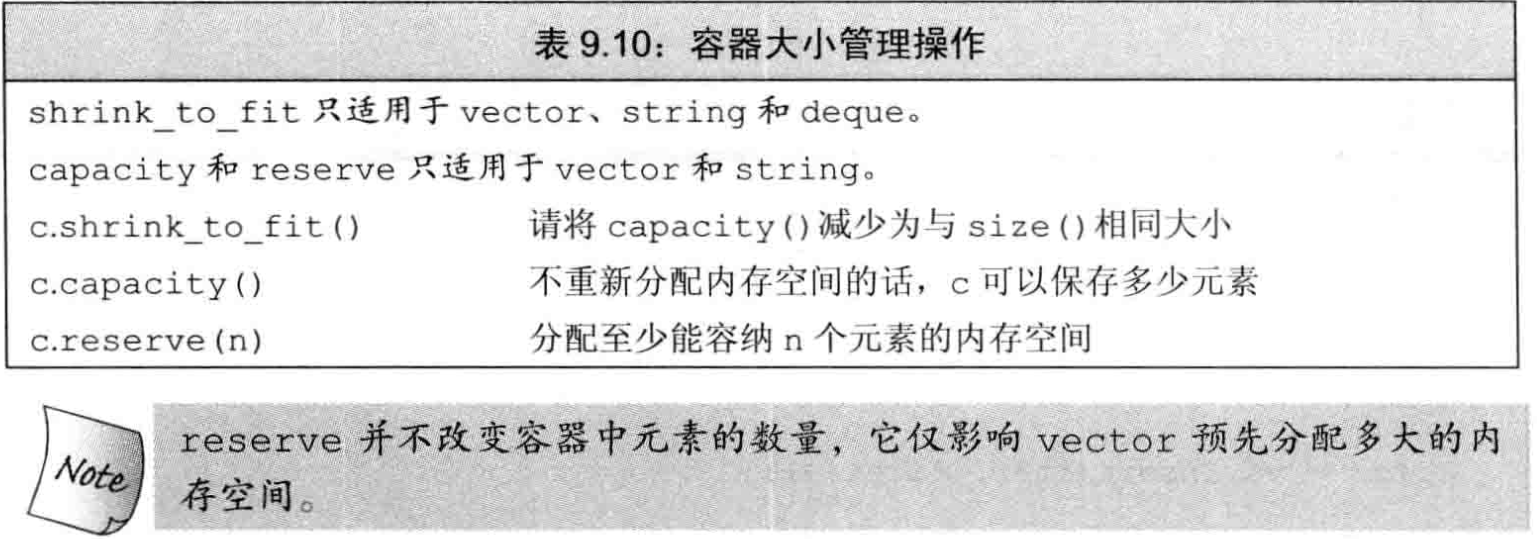 表 9.10：容器大小管理操作
shrink_to_fit 只适用于 vector、string 和 deque。
capacity 和 reserve 只适用于 vector 和 string。
c.shrink_to_fit() 请将 capacity()减少为与 size()相同大小
c.capacity() 不重新分配内存空间的话，c 可以保存多少元素
c.reserve(n) 分配至少能容纳 n 个元素的内存空间
Note
reserve 并不改变容器中元素的数量，它仅影响 vector 预先分配多大的内
存空间。